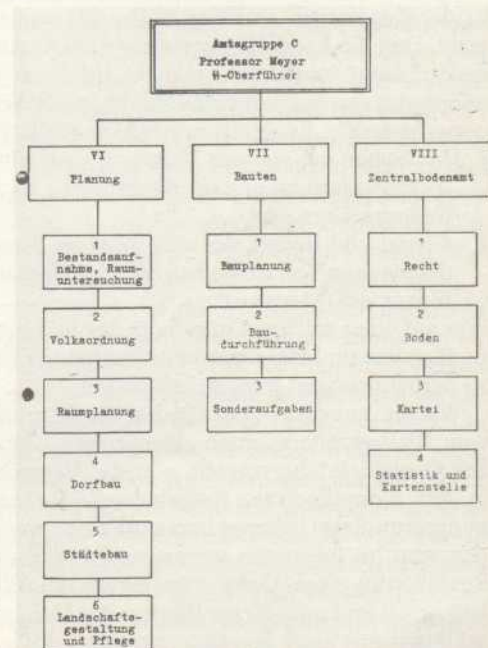 Amtsgruppe C
Professor Meyer
SS-Oberführer
VI
Planung
1
Bestandsauf-
nahme, Raum-
untersuchung
2
Volksordnung
3
Raumplanung
4
Dorfbau
5
Städtebau
6
Landschafts-
gestaltung
und Pflege
VII
Bauten
1
Bauplanung
2
Bau-
durchführung
3
Sonderaufgaben
VIII
Zentralbodenamt
1
Recht
2
Boden
3
Kartei
4
Statistik und
Kartenstelle